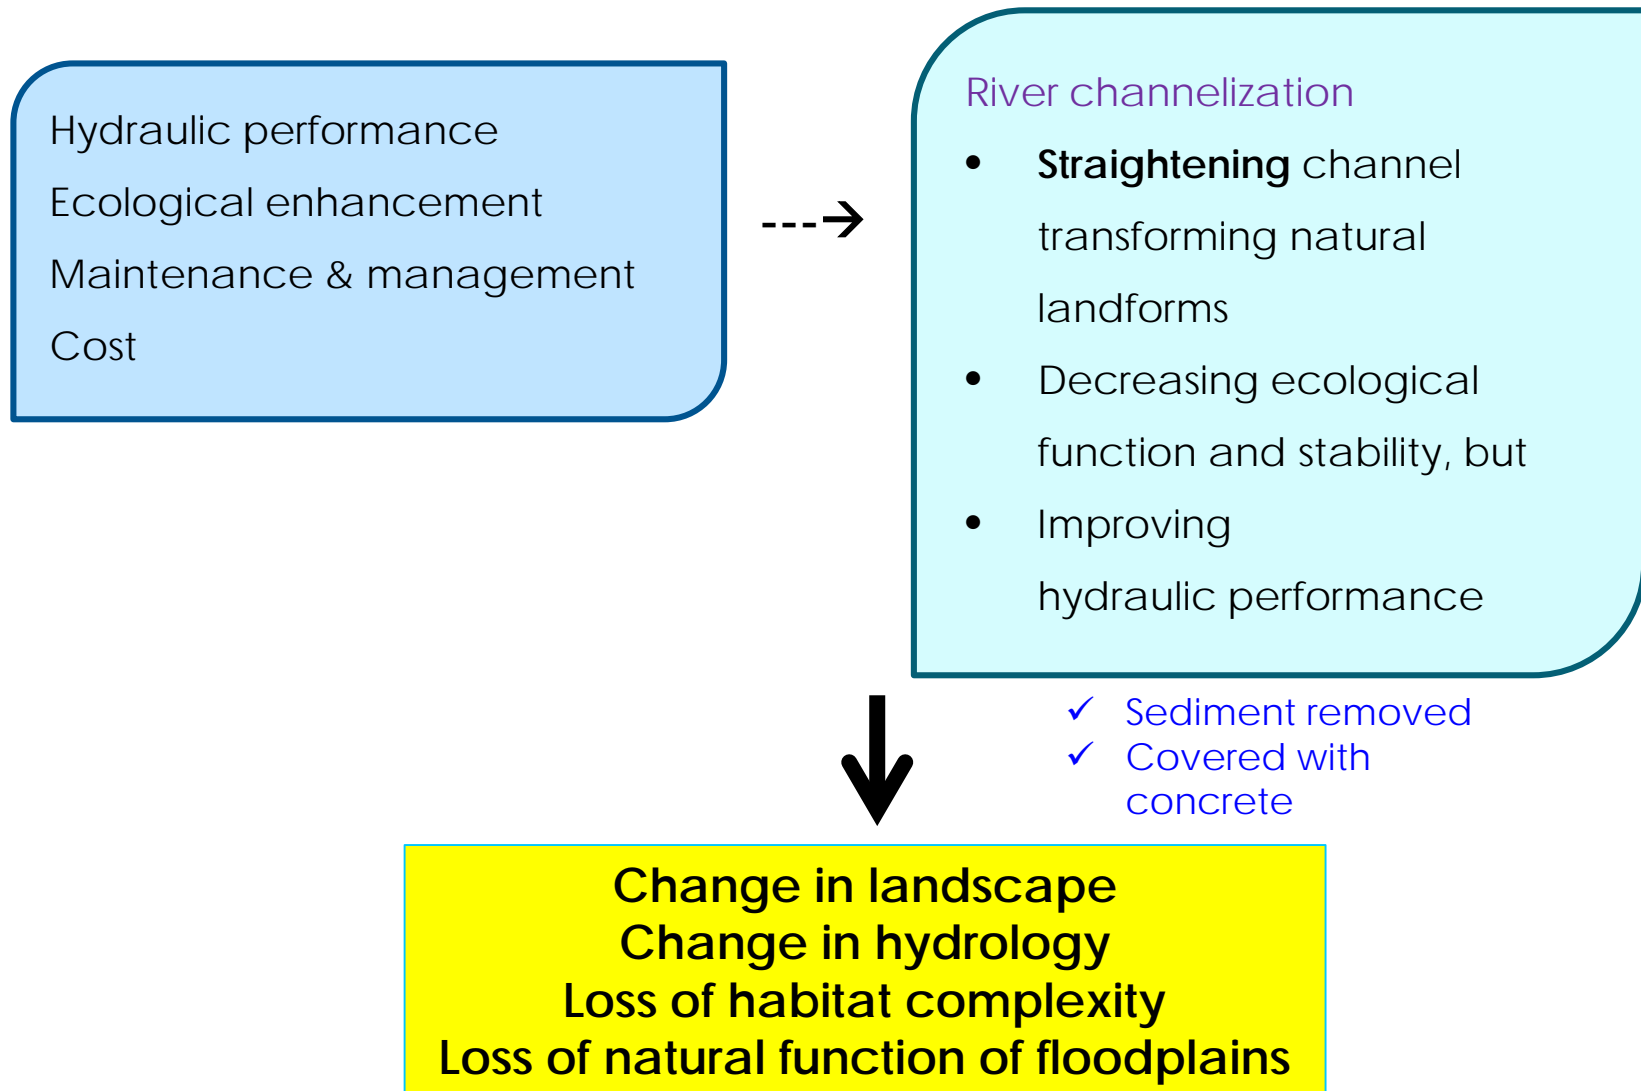 Hydraulic performance
Ecological enhancement
Maintenance & management
Cost
River channelization
• Straightening channel
transforming natural
landforms
• Decreasing ecological
function and stability, but
• Improving
hydraulic performance
✓ Sediment removed
✓ Covered with
concrete
Change in landscape
Change in hydrology
Loss of habitat complexity
Loss of natural function of floodplains